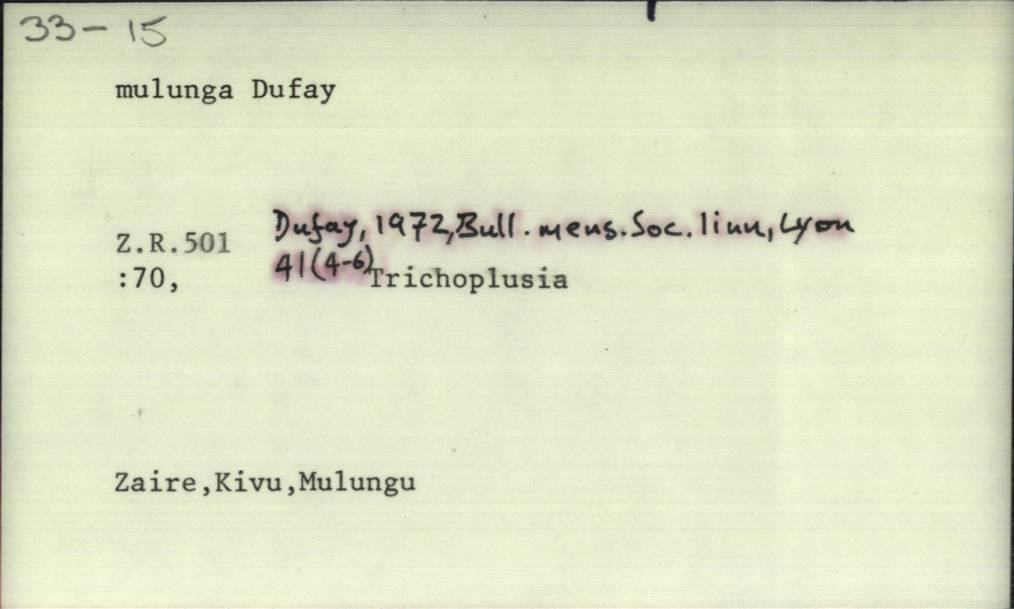 33-15
mulunga Dufay
Dufay, 1972, Bull. mens. Soc. linn, Lyon
Z.R.501
41(4-6)
:70, Trichoplusia
Zaire,Kivu,Mulungu